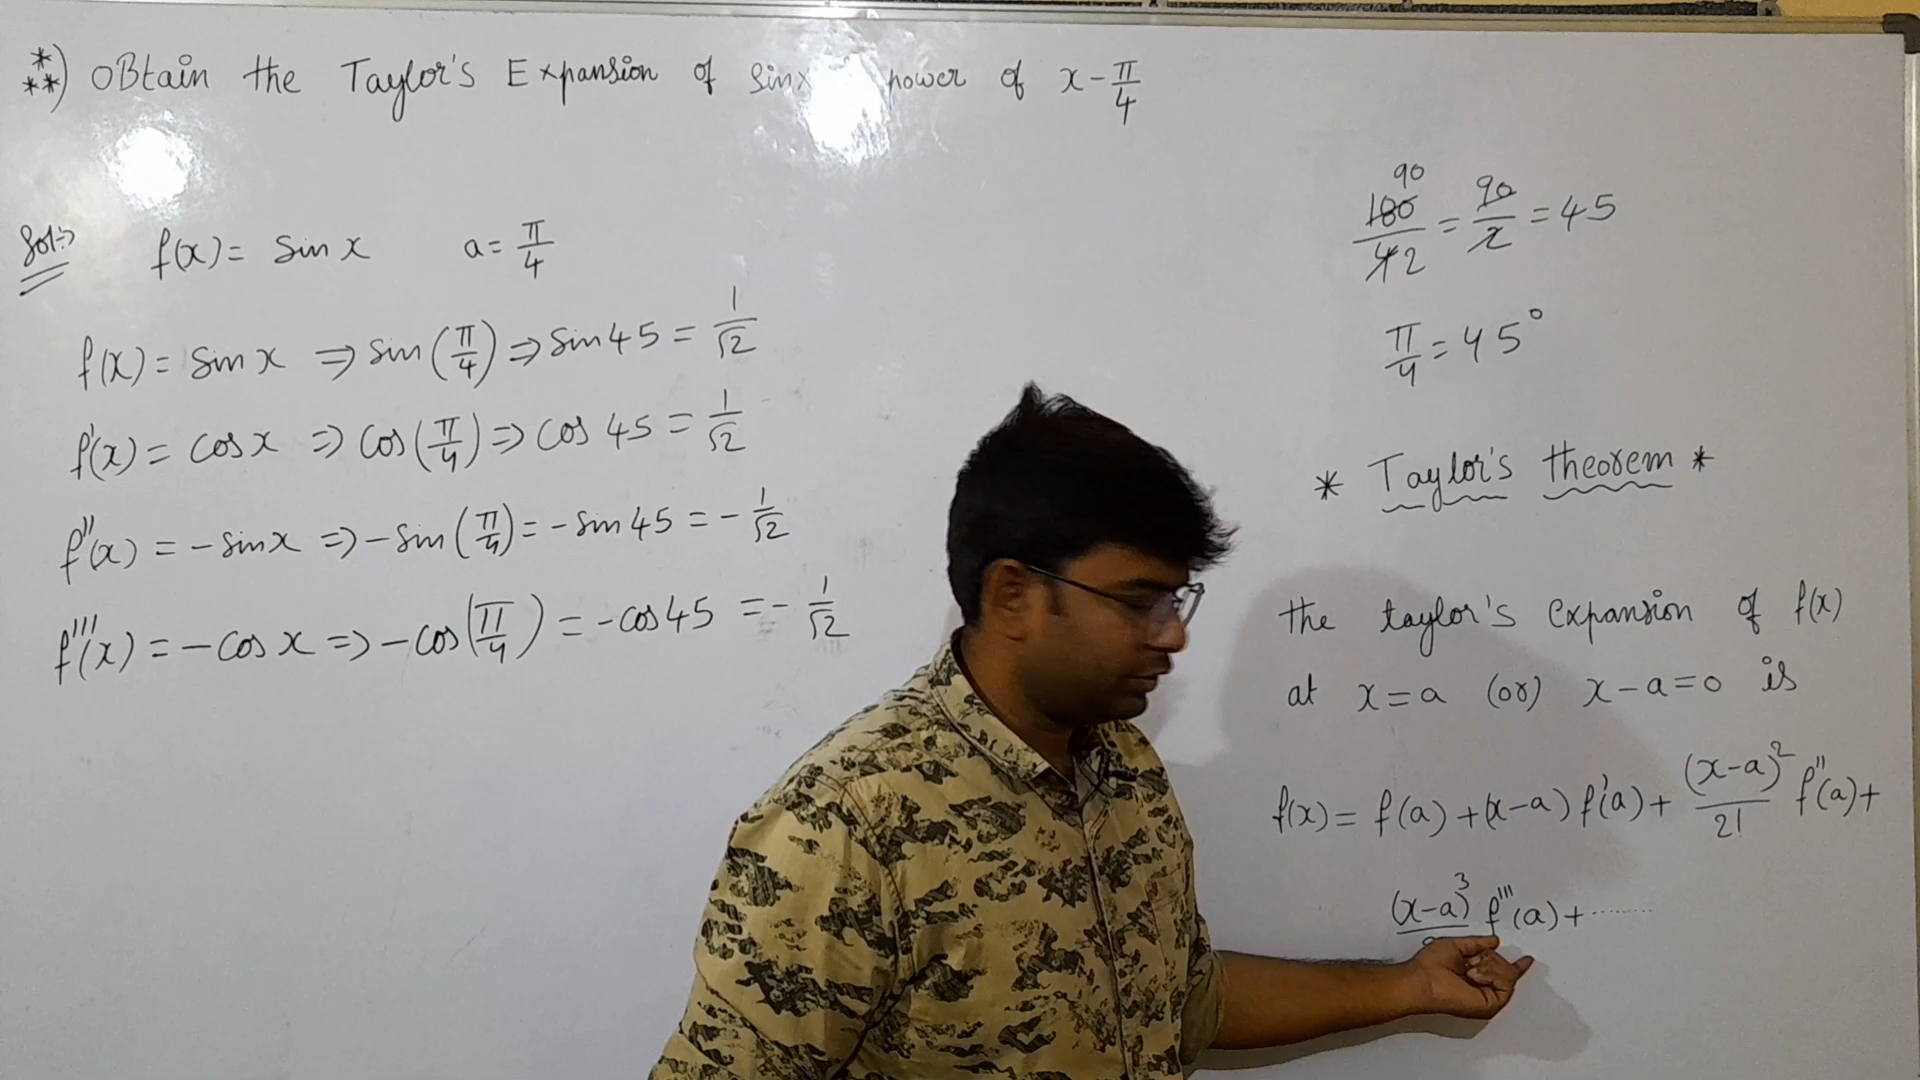 *
**) OBtain the Taylor's Expansion of Sinx power of x - π/4
Sol:-
f(x) = Sin x a = π/4
f(x) = Sin x ⇒ Sin(π/4) ⇒ Sin 45 = 1/√2
f'(x) = Cos x ⇒ Cos(π/4) ⇒ Cos 45 = 1/√2
f''(x) = - Sin x ⇒ - Sin(π/4) = - Sin 45 = - 1/√2
f'''(x) = - Cos x ⇒ - Cos(π/4) = - Cos 45 = - 1/√2
90
180/4 2 = 90/2 = 45
π/4 = 45°
* Taylor's theorem *
the taylor's Expansion of f(x)
at x = a (or) x - a = 0 is
f(x) = f(a) + (x-a) f'(a) + (x-a)²/2! f''(a) +
(x-a)³ f'''(a) + ........